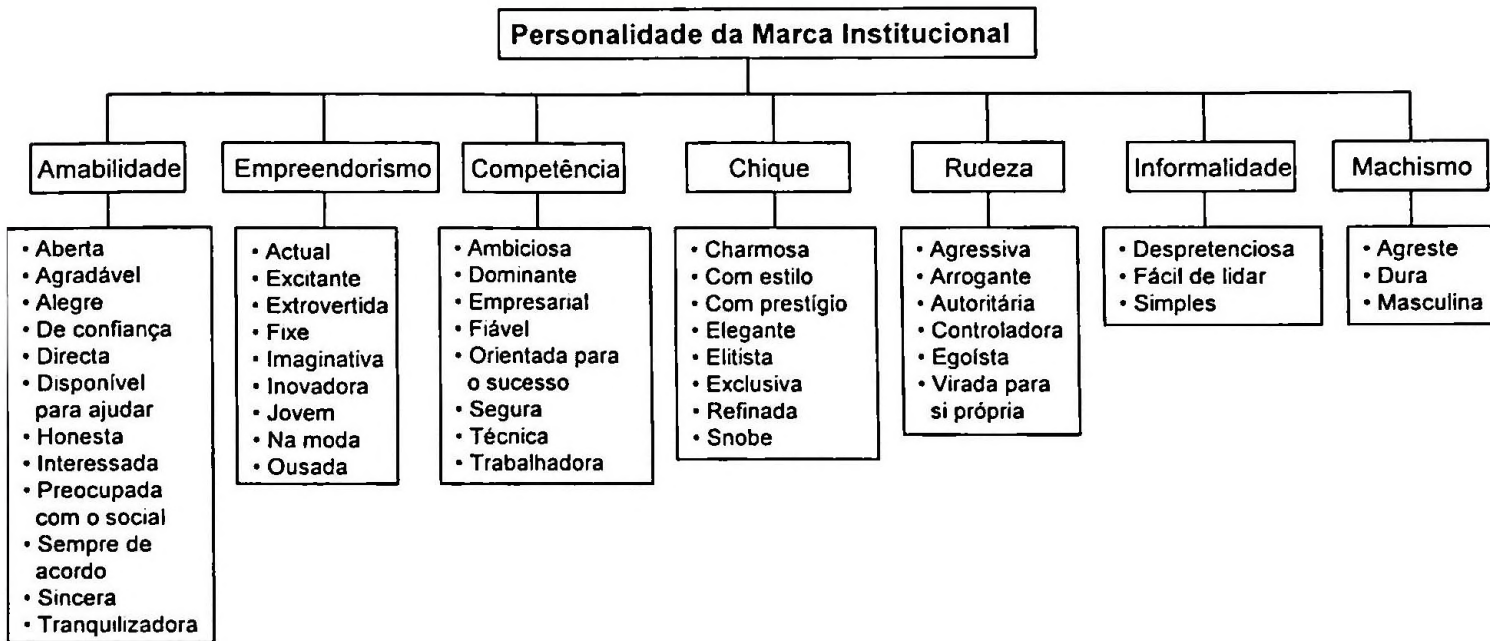 Personalidade da Marca Institucional
Amabilidade
Empreendorismo
Competência
Chique
Rudeza
Informalidade
Machismo
• Aberta
• Agradável
• Alegre
• De confiança
• Directa
• Disponível
para ajudar
• Honesta
• Interessada
• Preocupada
com o social
• Sempre de
acordo
• Sincera
• Tranquilizadora
• Actual
• Excitante
• Extrovertida
• Fixe
• Imaginativa
• Inovadora
• Jovem
• Na moda
• Ousada
• Ambiciosa
• Dominante
• Empresarial
• Fiável
• Orientada para
o sucesso
• Segura
• Técnica
• Trabalhadora
• Charmosa
• Com estilo
• Com prestígio
• Elegante
• Elitista
• Exclusiva
• Refinada
• Snobe
• Agressiva
• Arrogante
• Autoritária
• Controladora
• Egoísta
• Virada para
si própria
• Despretenciosa
• Fácil de lidar
• Simples
• Agreste
• Dura
• Masculina